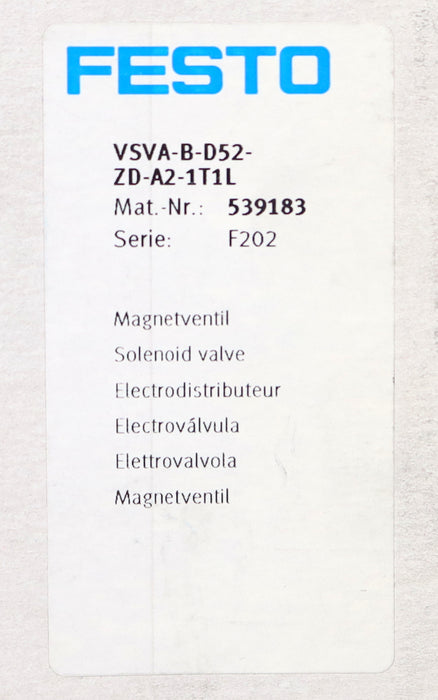 FESTO
VSVA-B-D52-
ZD-A2-1T1L
Mat.-Nr.: 539183
Serie: F202
Magnetventil
Solenoid valve
Electrodistributeur
Electroválvula
Elettrovalvola
Magnetventil